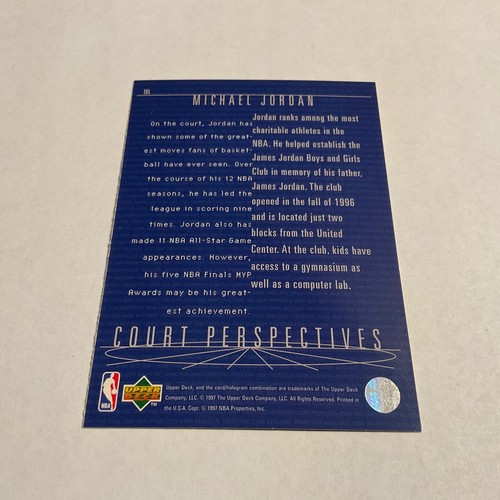 165
MICHAEL JORDAN
On the court, Jordan has
shown some of the great-
est moves fans of basket-
ball have ever seen. Over
the course of his 12 NBA
seasons, he has led the
league in scoring nine
times. Jordan also has
made 11 NBA All-Star Game
appearances. However,
his five NBA Finals MVP
Awards may be his great-
est achievement.
Jordan ranks among the most
charitable athletes in the
NBA. He helped establish the
James Jordan Boys and Girls
Club in memory of his father,
James Jordan. The club
opened in the fall of 1996
and is located just two
blocks from the United
Center. At the club, kids have
access to a gymnasium as
well as a computer lab.
COURT PERSPECTIVES
NBA
UPPER
DECK
TM
Upper Deck, and the card/hologram combination are trademarks of The Upper Deck
Company, LLC. © 1997 The Upper Deck Company, LLC. All Rights Reserved. Printed in
the U.S.A. Copr. © 1997 NBA Properties, Inc.